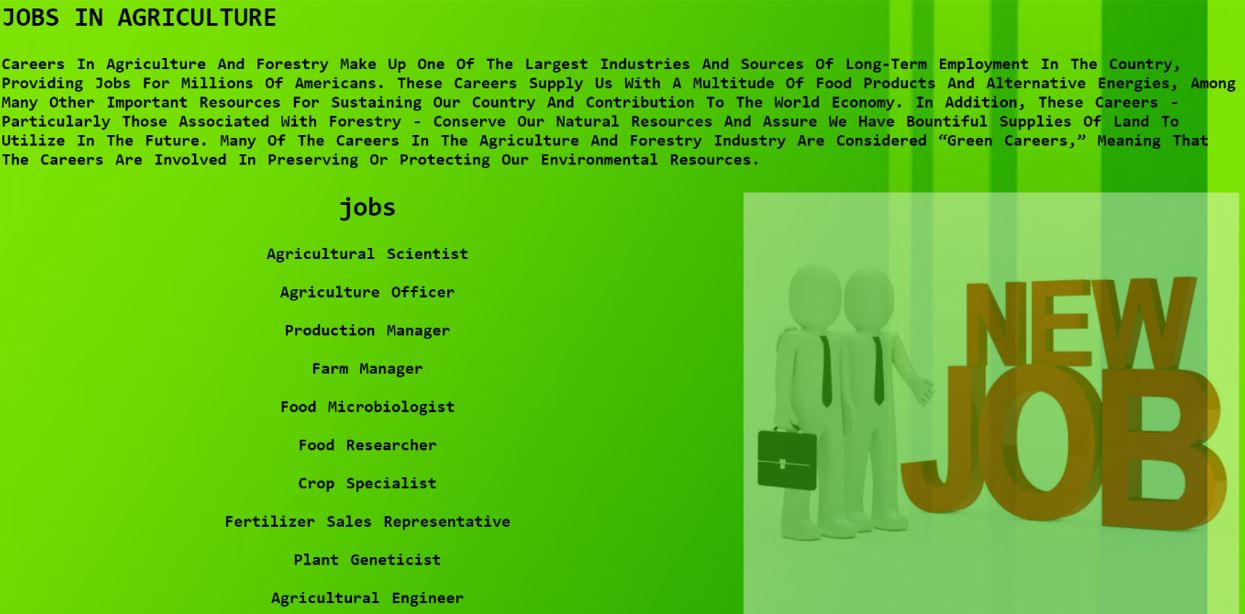 JOBS IN AGRICULTURE
Careers In Agriculture And Forestry Make Up One Of The Largest Industries And Sources Of Long-Term Employment In The Country,
Providing Jobs For Millions Of Americans. These Careers Supply Us With A Multitude Of Food Products And Alternative Energies, Among
Many Other Important Resources For Sustaining Our Country And Contribution To The World Economy. In Addition, These Careers -
Particularly Those Associated With Forestry - Conserve Our Natural Resources And Assure We Have Bountiful Supplies Of Land To
Utilize In The Future. Many Of The Careers In The Agriculture And Forestry Industry Are Considered “Green Careers,” Meaning That
The Careers Are Involved In Preserving Or Protecting Our Environmental Resources.
jobs
Agricultural Scientist
Agriculture Officer
Production Manager
Farm Manager
Food Microbiologist
Food Researcher
Crop Specialist
Fertilizer Sales Representative
Plant Geneticist
Agricultural Engineer
NEW
JOB